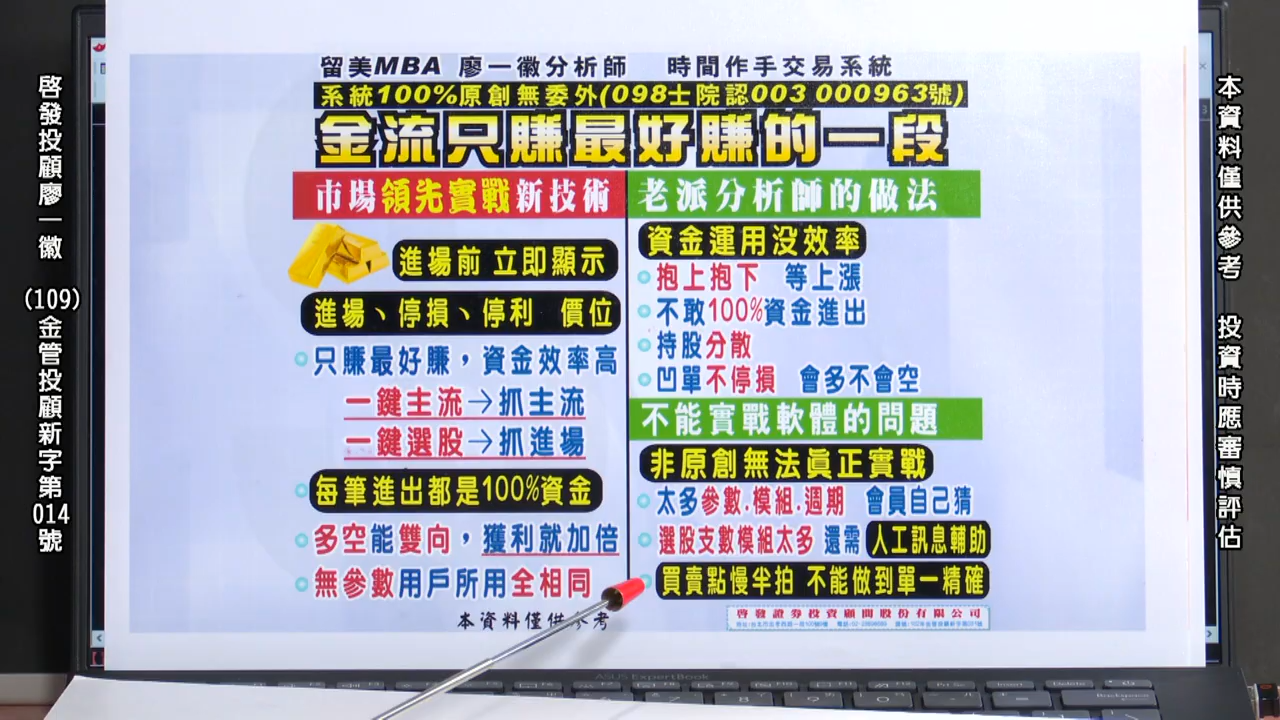 啓發投顧廖一徽 (109)金管投顧新字第014號
留美MBA 廖一徽分析師 時間作手交易系統
系統100%原創無委外(098士院認003 000963號)
金流只賺最好賺的一段
市場領先實戰新技術
進場前 立即顯示
進場、停損、停利 價位
只賺最好賺，資金效率高
一鍵主流→抓主流
一鍵選股→抓進場
每筆進出都是100%資金
多空能雙向，獲利就加倍
無參數用戶所用全相同
老派分析師的做法
資金運用没效率
抱上抱下 等上漲
不敢100%資金進出
持股分散
凹單不停損 會多不會空
不能實戰軟體的問題
非原創無法眞正實戰
太多參數.模組.週期 會員自己猜
選股支數模組太多 還需 人工訊息輔助
買賣點慢半拍 不能做到單一精確
本資料僅供參考
啓發證券投資顧問股份有限公司
本資料僅供參考 投資時應審慎評估
ASUS ExpertBook
Insert
Delete
Backspace